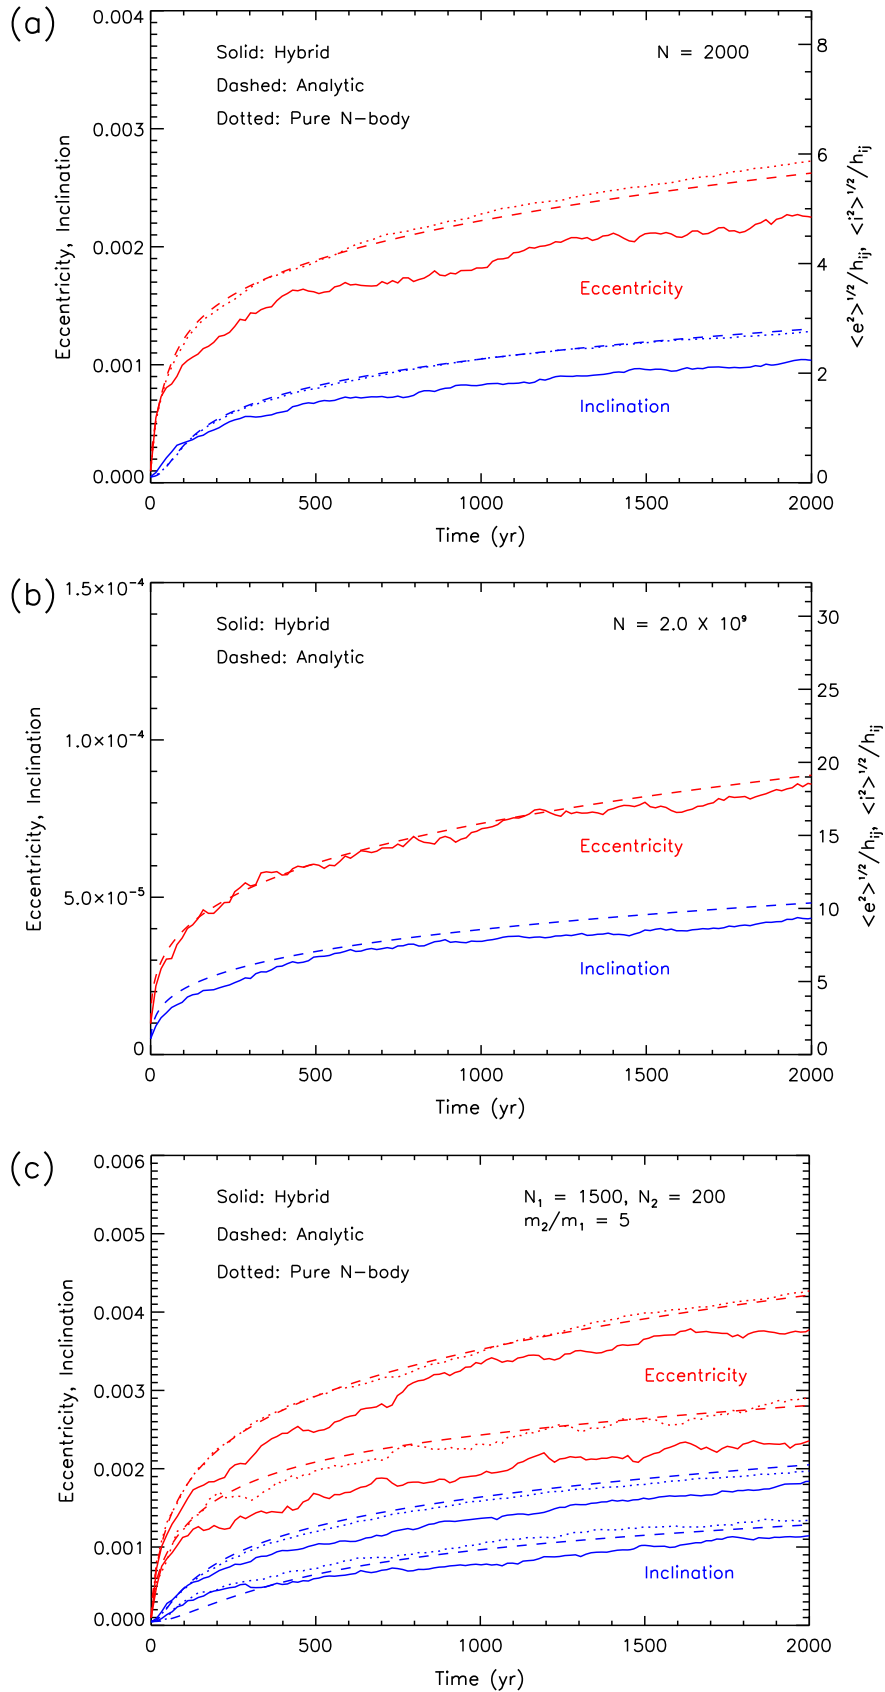 (a)
Solid: Hybrid
N = 2000
Dashed: Analytic
Dotted: Pure N−body
0.004
0.003
0.002
0.001
0.000
Eccentricity, Inclination
8
6
4
2
0
<e²>¹/²/hij, <i²>¹/²/hij
Eccentricity
Inclination
0 500 1000 1500 2000
Time (yr)
(b)
Solid: Hybrid
N = 2.0 X 10⁹
Dashed: Analytic
1.5×10⁻⁴
1.0×10⁻⁴
5.0×10⁻⁵
0
Eccentricity, Inclination
30
25
20
15
10
5
0
<e²>¹/²/hij, <i²>¹/²/hij
Eccentricity
Inclination
0 500 1000 1500 2000
Time (yr)
(c)
Solid: Hybrid
N₁ = 1500, N₂ = 200
m₂/m₁ = 5
Dashed: Analytic
Dotted: Pure N−body
0.006
0.005
0.004
0.003
0.002
0.001
0.000
Eccentricity, Inclination
Eccentricity
Inclination
0 500 1000 1500 2000
Time (yr)